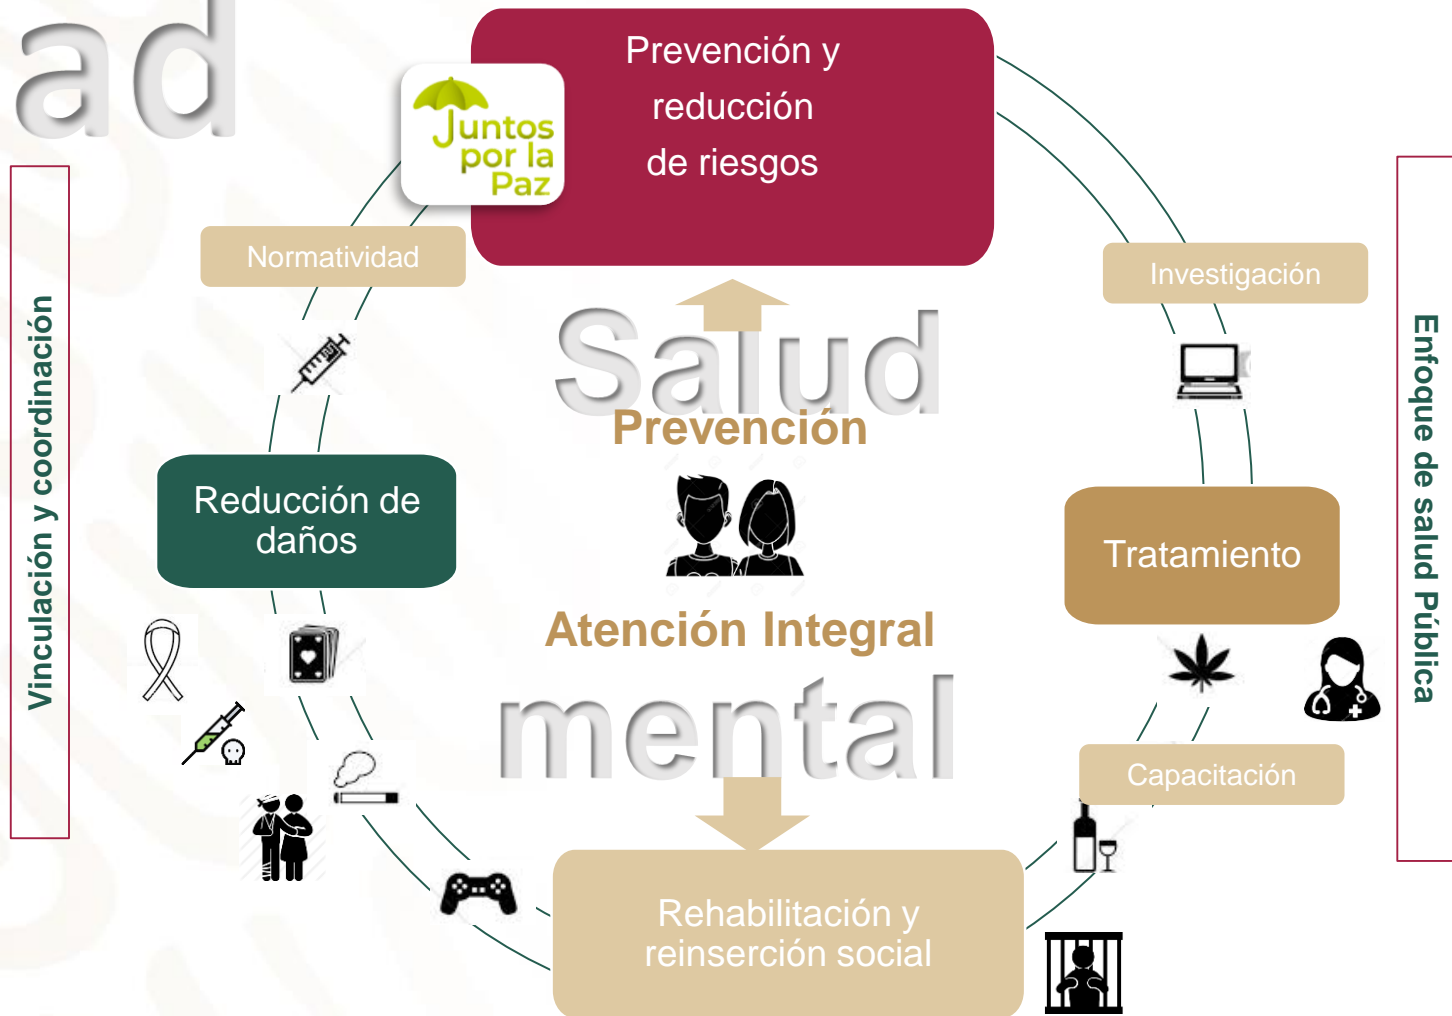 ad
Prevención y
reducción
de riesgos
Juntos
por la
Paz
Normatividad
Investigación
Vinculación y coordinación
Enfoque de salud Pública
Salud
Prevención
Reducción de
daños
Tratamiento
Atención Integral
mental
Capacitación
Rehabilitación y
reinserción social